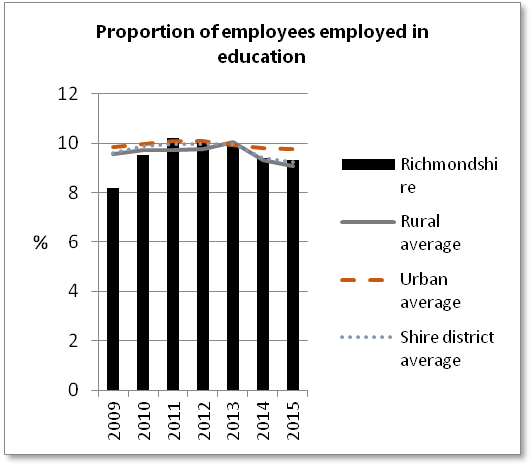 Proportion of employees employed in
education
12
10
8
6
4
2
0
%
2009
2010
2011
2012
2013
2014
2015
Richmondshi
re
Rural
average
Urban
average
Shire district
average